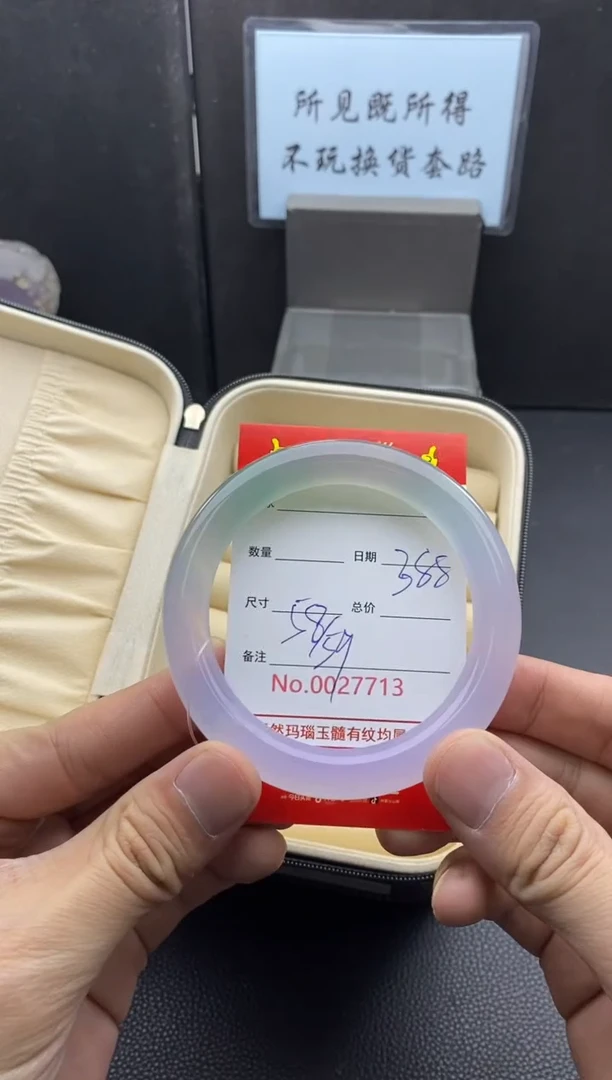 所见既所得
不玩换货套路
数量 日期 388
尺寸 58/59 总价
备注
No.0027713
然玛瑙玉髓有纹均属